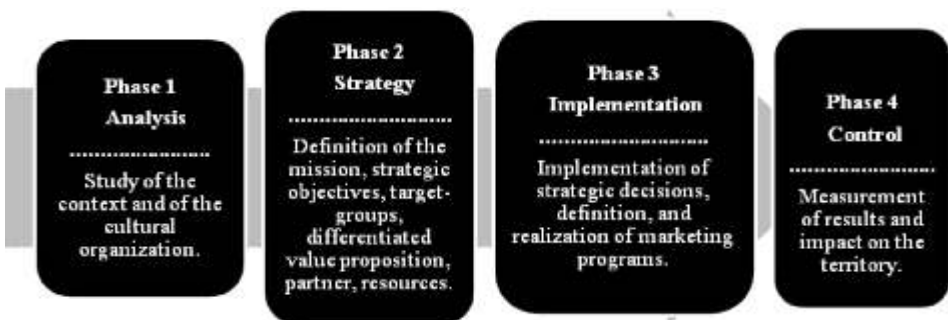 Phase 1
Analysis
Study of the
context and of the
cultural
organization.
Phase 2
Strategy
Definition of the
mission, strategic
objectives, target-
groups,
differentiated
value proposition,
partner, resources.
Phase 3
Implementation
Implementation of
strategic decisions,
definition, and
realization of marketing
programs.
Phase 4
Control
Measurement
of results and
impact on the
territory.